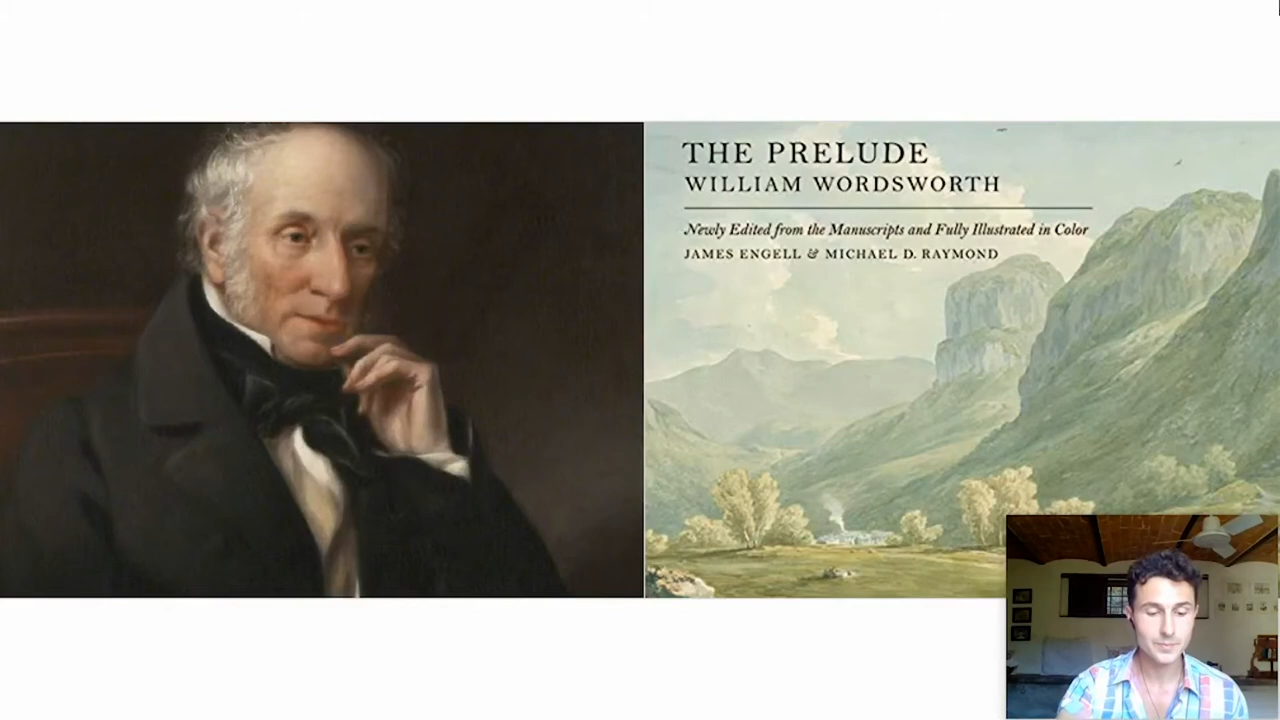 THE PRELUDE
WILLIAM WORDSWORTH
Newly Edited from the Manuscripts and Fully Illustrated in Color
JAMES ENGELL & MICHAEL D. RAYMOND